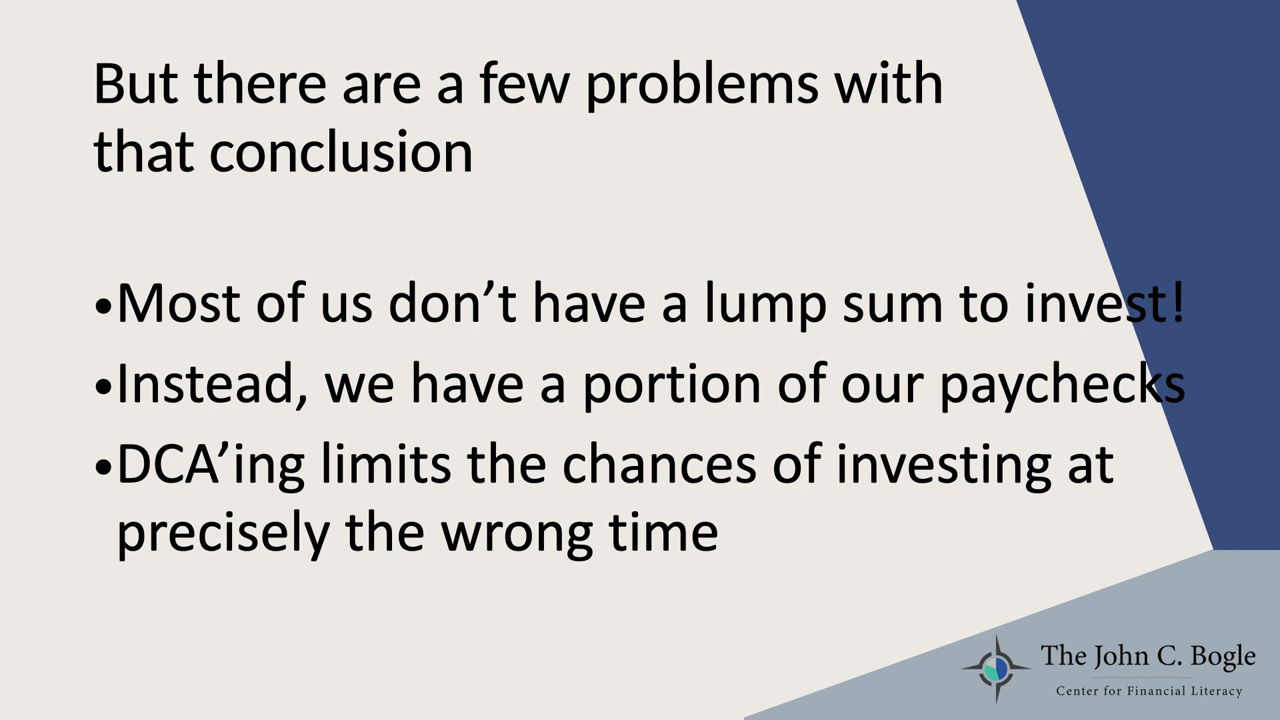 But there are a few problems with
that conclusion
•Most of us don’t have a lump sum to invest!
•Instead, we have a portion of our paychecks
•DCA’ing limits the chances of investing at
precisely the wrong time
The John C. Bogle
Center for Financial Literacy